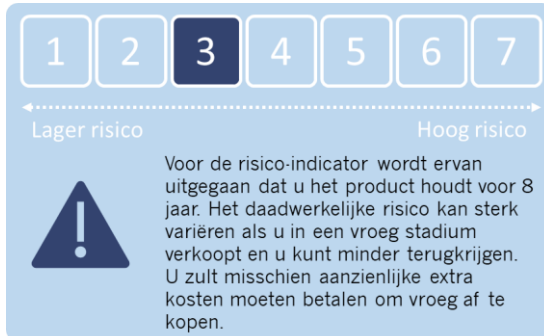 1 2 3 4 5 6 7
Lager risico Hoog risico
Voor de risico-indicator wordt ervan
uitgegaan dat u het product houdt voor 8
jaar. Het daadwerkelijke risico kan sterk
variëren als u in een vroeg stadium
verkoopt en u kunt minder terugkrijgen.
U zult misschien aanzienlijke extra
kosten moeten betalen om vroeg af te
kopen.